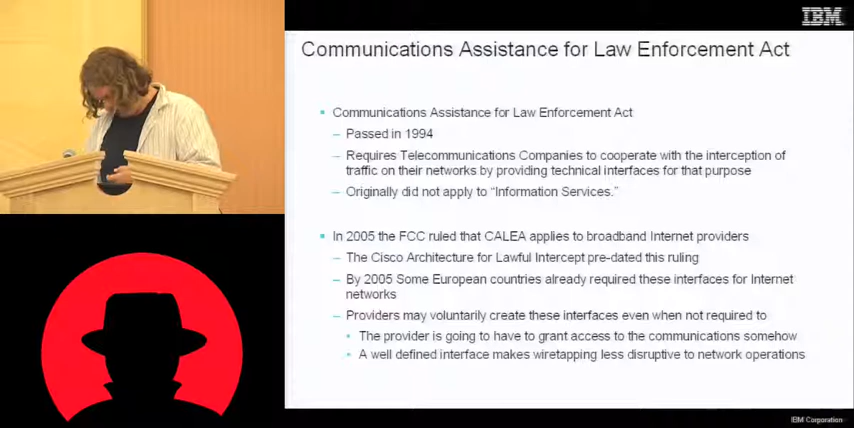 IBM
Communications Assistance for Law Enforcement Act
Communications Assistance for Law Enforcement Act
– Passed in 1994
– Requires Telecommunications Companies to cooperate with the interception of
traffic on their networks by providing technical interfaces for that purpose
– Originally did not apply to “Information Services.”
In 2005 the FCC ruled that CALEA applies to broadband Internet providers
– The Cisco Architecture for Lawful Intercept pre-dated this ruling
– By 2005 Some European countries already required these interfaces for Internet
networks
– Providers may voluntarily create these interfaces even when not required to
• The provider is going to have to grant access to the communications somehow
• A well defined interface makes wiretapping less disruptive to network operations
IBM Corporation